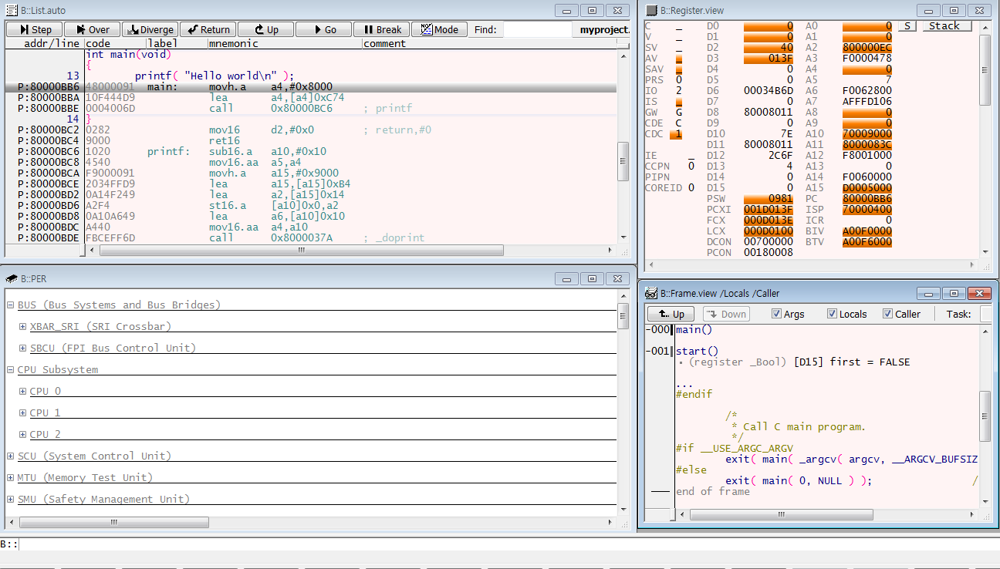 B::List.auto
Step Over Diverge Return Up Go Break Mode Find: myproject.
addr/line code label mnemonic comment
int main(void)
{
13 printf( "Hello world\n" );
P:80000BB6 48000091 main: movh.a a4,#0x8000
P:80000BBA 10F444D9 lea a4,[a4]0xC74
P:80000BBE 0004006D call 0x80000BC6 ; printf
14 }
P:80000BC2 0282 mov16 d2,#0x0 ; return,#0
P:80000BC4 9000 ret16
P:80000BC6 1020 printf: sub16.a a10,#0x10
P:80000BC8 4540 mov16.aa a5,a4
P:80000BCA F9000091 movh.a a15,#0x9000
P:80000BCE 2034FFD9 lea a15,[a15]0xB4
P:80000BD2 0A14F249 lea a2,[a15]0x14
P:80000BD6 A2F4 st16.a [a10]0x0,a2
P:80000BD8 0A10A649 lea a6,[a10]0x10
P:80000BDC A440 mov16.aa a4,a10
P:80000BDE FBCEFF6D call 0x8000037A ; _doprint
B::Register.view
C _ D0 0 A0 0 S Stack
V _ D1 0 A1 0
SV _ D2 40 A2 800000EC
AV _ D3 013F A3 F0000478
SAV _ D4 0 A4 0
PRS 0 D5 0 A5 7
IO 2 D6 00034B6D A6 F0062800
IS _ D7 0 A7 AFFFD106
GW G D8 80008011 A8 0
CDE C D9 0 A9 0
CDC 1 D10 7E A10 70009000
D11 80008011 A11 8000083C
IE _ D12 2C6F A12 F8001000
CCPN 0 D13 4 A13 0
PIPN D14 0 A14 F0060000
COREID 0 D15 0 A15 D0005000
PSW 0981 PC 80000BB6
PCXI 001D013F ISP 70000400
FCX 000D013E ICR 0
LCX 000D0100 BIV A00F0000
DCON 00700000 BTV A00F6000
PCON 00180008
B::PER
BUS (Bus Systems and Bus Bridges)
XBAR_SRI (SRI Crossbar)
SBCU (FPI Bus Control Unit)
CPU Subsystem
CPU 0
CPU 1
CPU 2
SCU (System Control Unit)
MTU (Memory Test Unit)
SMU (Safety Management Unit)
B::Frame.view /Locals /Caller
Up Down Args Locals Caller Task:
-000 main()
-001 start()
(register _Bool) [D15] first = FALSE
...
#endif
/*
* Call C main program.
*/
#if __USE_ARGC_ARGV
exit( main( _argcv( argcv, __ARGCV_BUFSIZ
#else
exit( main( 0, NULL ) ); /
end of frame
B::